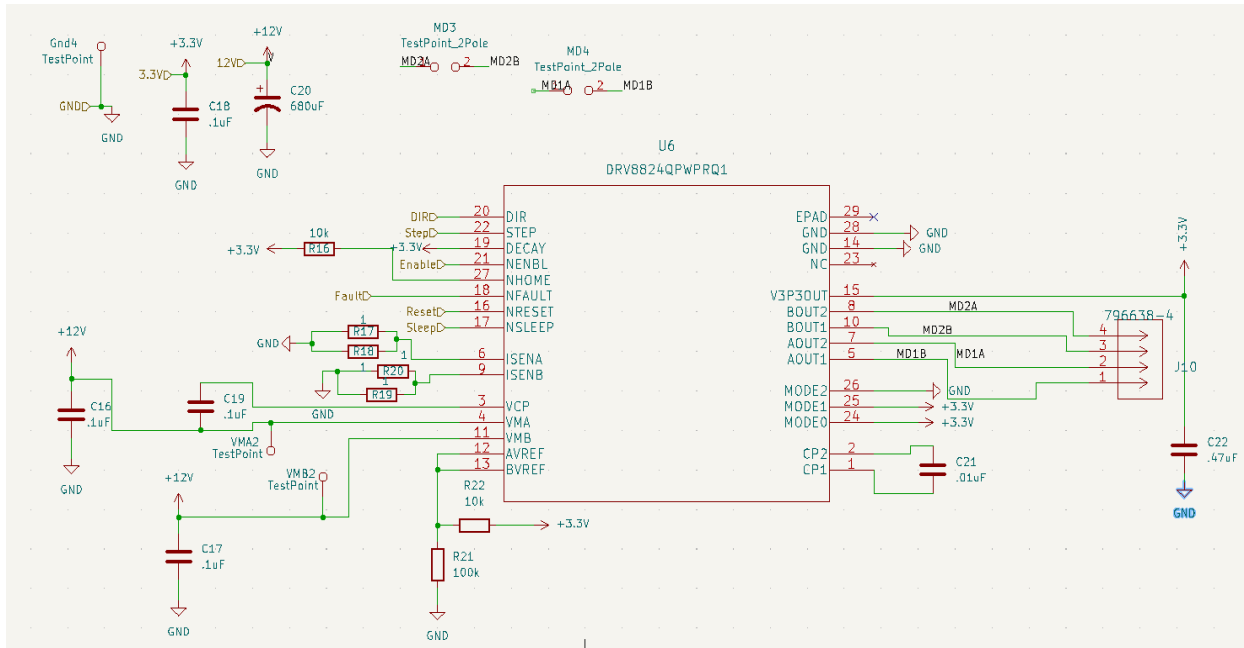 Gnd4
TestPoint
GND
GND
+3.3V
3.3V
C18
.1uF
GND
+12V
12V
C20
680uF
GND
MD3
TestPoint_2Pole
MD2A
2
MD2B
MD4
TestPoint_2Pole
MD1A
2
MD1B
U6
DRV8824QPWPRQ1
DIR
20
DIR
Step
22
STEP
+3.3V
19
DECAY
Enable
21
NENBL
27
NHOME
Fault
18
NFAULT
Reset
16
NRESET
Sleep
17
NSLEEP
6
ISENA
9
ISENB
3
VCP
4
VMA
11
VMB
12
AVREF
13
BVREF
10k
+3.3V
R16
GND
1
R17
R18
1
1
R20
1
R19
GND
+12V
C16
.1uF
GND
C19
.1uF
VMA2
TestPoint
VMB2
TestPoint
+12V
C17
.1uF
GND
R22
10k
+3.3V
R21
100k
GND
EPAD
29
GND
28
GND
GND
14
GND
NC
23
V3P3OUT
15
BOUT2
8
MD2A
BOUT1
10
MD2B
AOUT2
7
AOUT1
5
MD1B
MD1A
MODE2
26
GND
MODE1
25
+3.3V
MODE0
24
+3.3V
CP2
2
CP1
1
C21
.01uF
796638-4
4
3
2
1
J10
+3.3V
C22
.47uF
GND